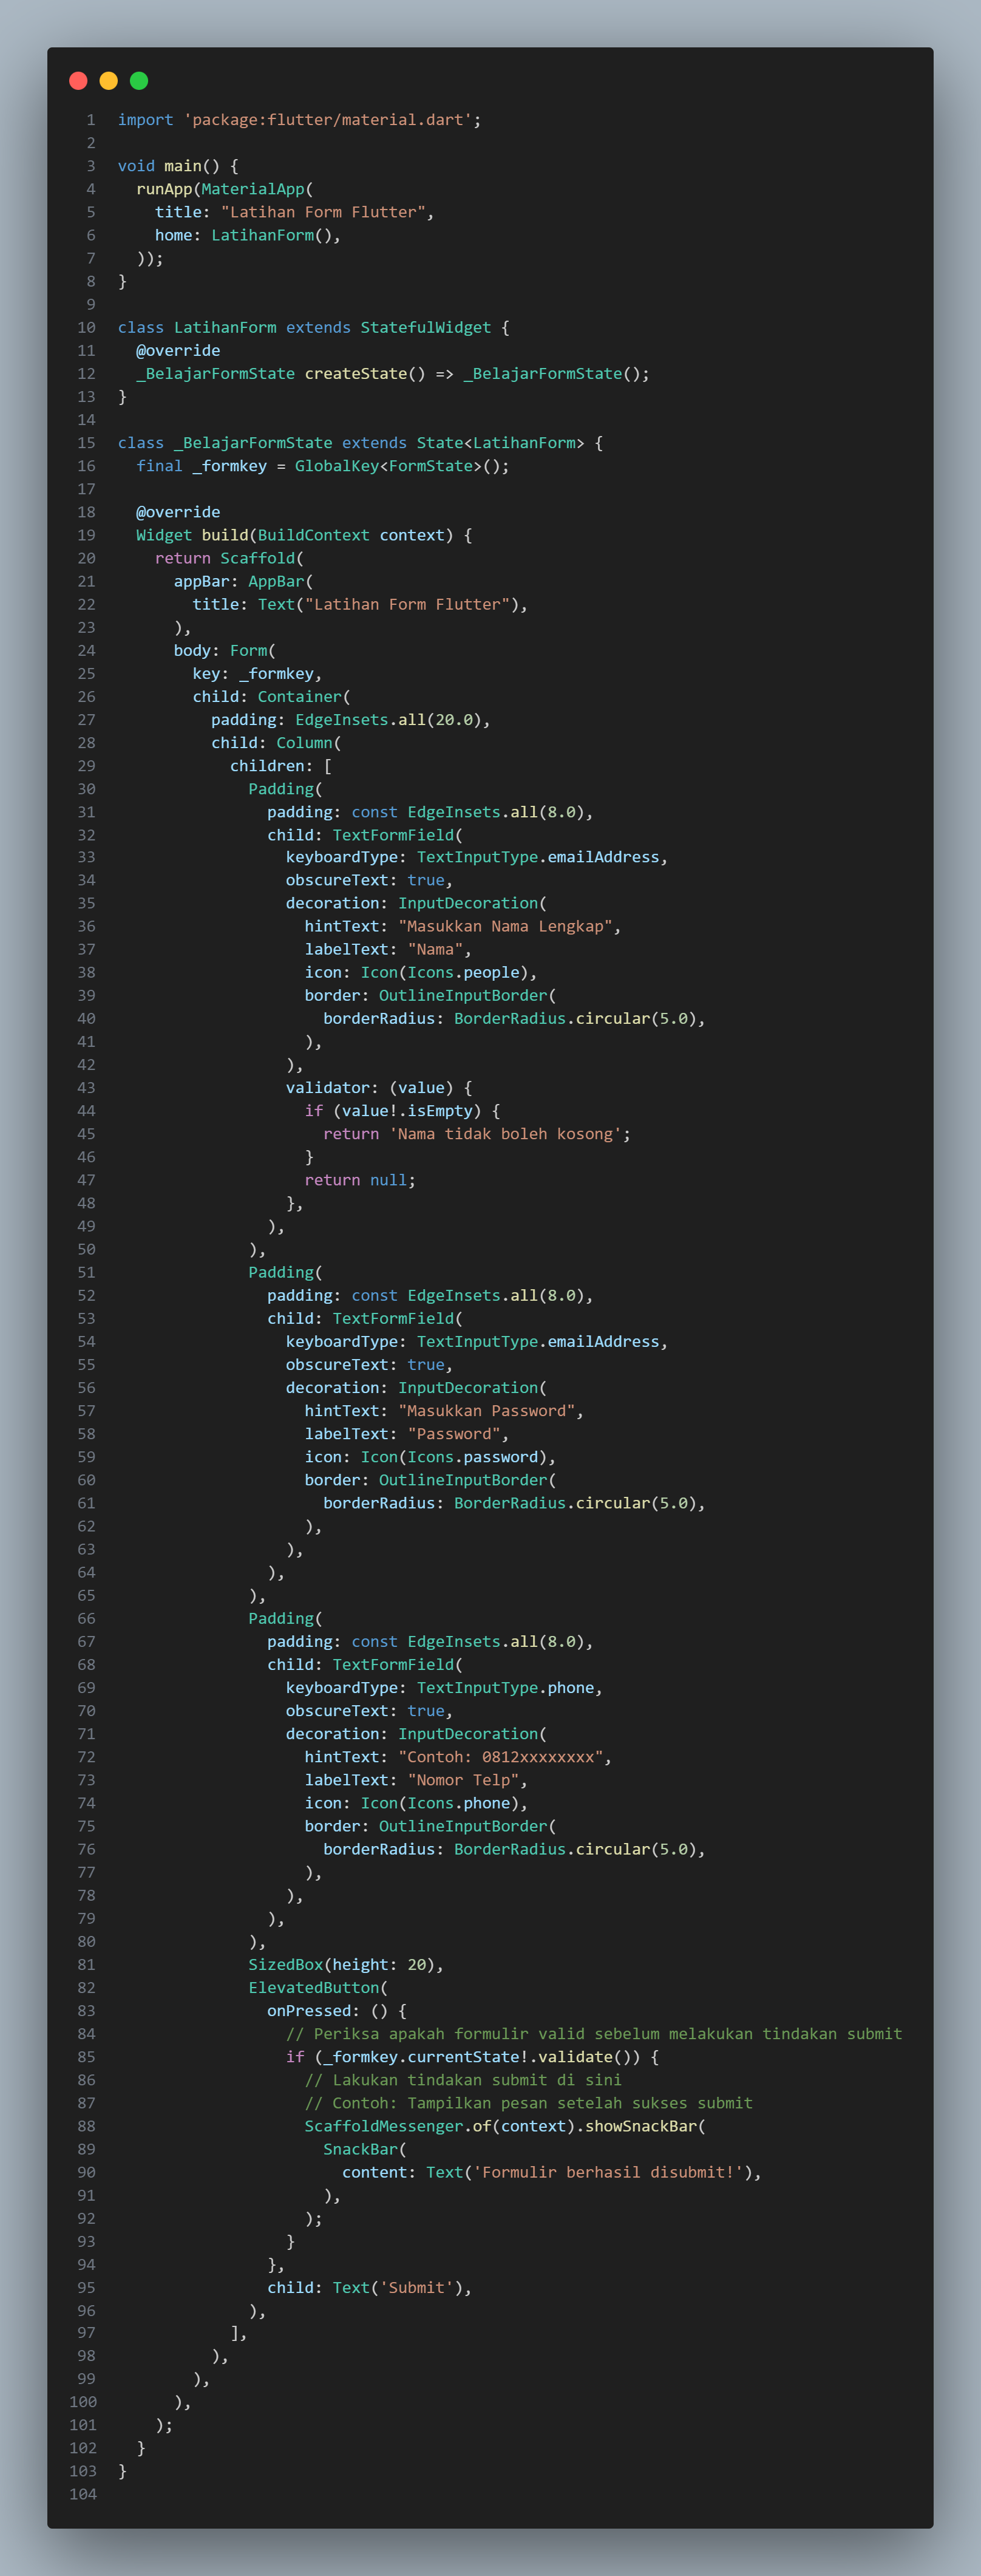 1 import 'package:flutter/material.dart';
2
3 void main() {
4   runApp(MaterialApp(
5     title: "Latihan Form Flutter",
6     home: LatihanForm(),
7   ));
8 }
9
10 class LatihanForm extends StatefulWidget {
11   @override
12   _BelajarFormState createState() => _BelajarFormState();
13 }
14
15 class _BelajarFormState extends State<LatihanForm> {
16   final _formkey = GlobalKey<FormState>();
17
18   @override
19   Widget build(BuildContext context) {
20     return Scaffold(
21       appBar: AppBar(
22         title: Text("Latihan Form Flutter"),
23       ),
24       body: Form(
25         key: _formkey,
26         child: Container(
27           padding: EdgeInsets.all(20.0),
28           child: Column(
29             children: [
30               Padding(
31                 padding: const EdgeInsets.all(8.0),
32                 child: TextFormField(
33                   keyboardType: TextInputType.emailAddress,
34                   obscureText: true,
35                   decoration: InputDecoration(
36                     hintText: "Masukkan Nama Lengkap",
37                     labelText: "Nama",
38                     icon: Icon(Icons.people),
39                     border: OutlineInputBorder(
40                       borderRadius: BorderRadius.circular(5.0),
41                     ),
42                   ),
43                   validator: (value) {
44                     if (value!.isEmpty) {
45                       return 'Nama tidak boleh kosong';
46                     }
47                     return null;
48                   },
49                 ),
50               ),
51               Padding(
52                 padding: const EdgeInsets.all(8.0),
53                 child: TextFormField(
54                   keyboardType: TextInputType.emailAddress,
55                   obscureText: true,
56                   decoration: InputDecoration(
57                     hintText: "Masukkan Password",
58                     labelText: "Password",
59                     icon: Icon(Icons.password),
60                     border: OutlineInputBorder(
61                       borderRadius: BorderRadius.circular(5.0),
62                     ),
63                   ),
64                 ),
65               ),
66               Padding(
67                 padding: const EdgeInsets.all(8.0),
68                 child: TextFormField(
69                   keyboardType: TextInputType.phone,
70                   obscureText: true,
71                   decoration: InputDecoration(
72                     hintText: "Contoh: 0812xxxxxxxx",
73                     labelText: "Nomor Telp",
74                     icon: Icon(Icons.phone),
75                     border: OutlineInputBorder(
76                       borderRadius: BorderRadius.circular(5.0),
77                     ),
78                   ),
79                 ),
80               ),
81               SizedBox(height: 20),
82               ElevatedButton(
83                 onPressed: () {
84                   // Periksa apakah formulir valid sebelum melakukan tindakan submit
85                   if (_formkey.currentState!.validate()) {
86                     // Lakukan tindakan submit di sini
87                     // Contoh: Tampilkan pesan setelah sukses submit
88                     ScaffoldMessenger.of(context).showSnackBar(
89                       SnackBar(
90                         content: Text('Formulir berhasil disubmit!'),
91                       ),
92                     );
93                   }
94                 },
95                 child: Text('Submit'),
96               ),
97             ],
98           ),
99         ),
100       ),
101     );
102   }
103 }
104